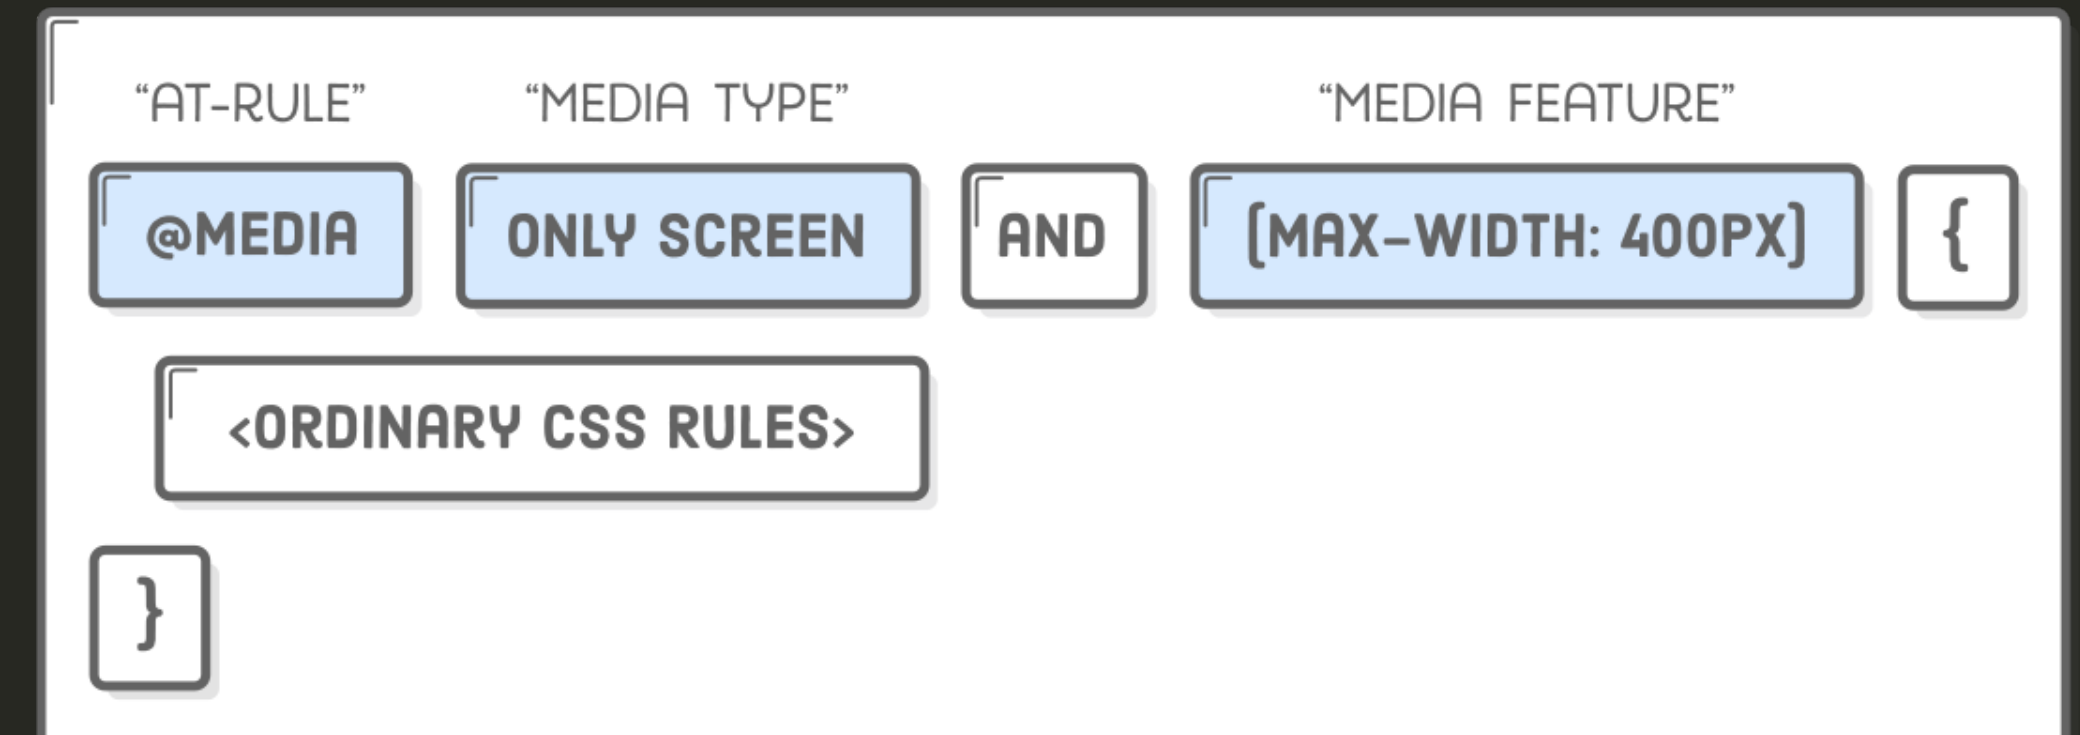 “AT-RULE” “MEDIA TYPE” “MEDIA FEATURE”
@MEDIA ONLY SCREEN AND (MAX-WIDTH: 400PX) {
<ORDINARY CSS RULES>
}